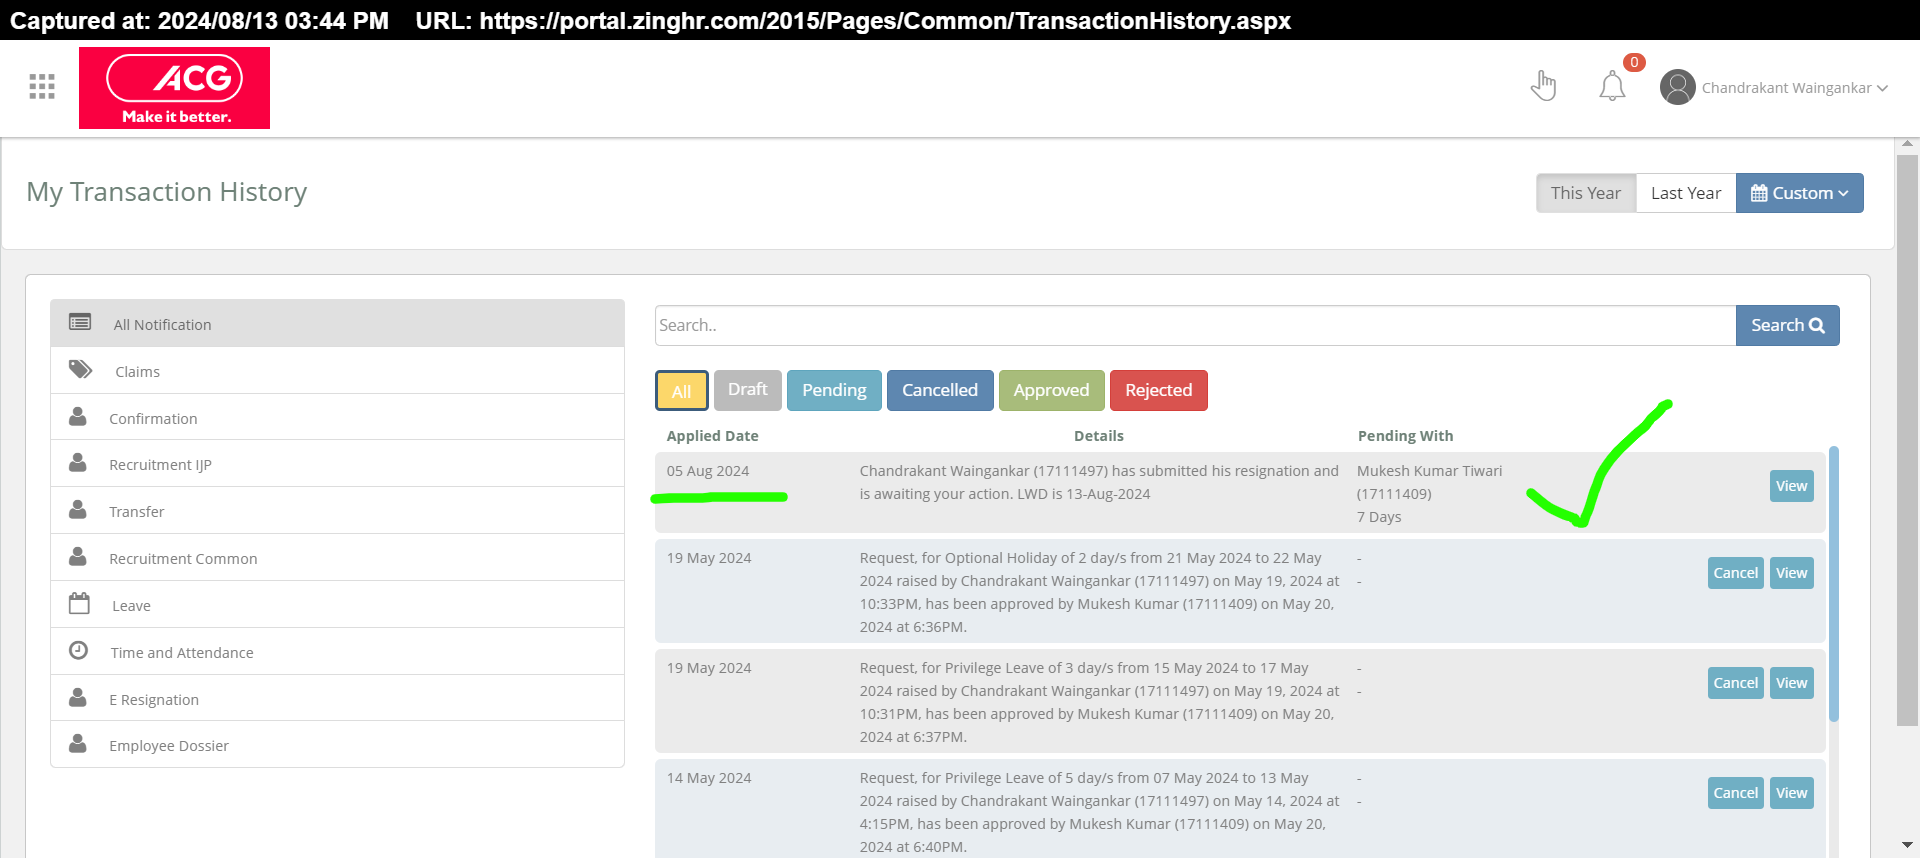 Captured at: 2024/08/13 03:44 PM URL: https://portal.zinghr.com/2015/Pages/Common/TransactionHistory.aspx
ACG
Make it better.
0
Chandrakant Waingankar
My Transaction History
This Year
Last Year
Custom
All Notification
Claims
Confirmation
Recruitment IJP
Transfer
Recruitment Common
Leave
Time and Attendance
E Resignation
Employee Dossier
Search..
Search
All
Draft
Pending
Cancelled
Approved
Rejected
Applied Date
Details
Pending With
05 Aug 2024
Chandrakant Waingankar (17111497) has submitted his resignation and
is awaiting your action. LWD is 13-Aug-2024
Mukesh Kumar Tiwari
(17111409)
7 Days
View
19 May 2024
Request, for Optional Holiday of 2 day/s from 21 May 2024 to 22 May
2024 raised by Chandrakant Waingankar (17111497) on May 19, 2024 at
10:33PM, has been approved by Mukesh Kumar (17111409) on May 20,
2024 at 6:36PM.
-
-
Cancel
View
19 May 2024
Request, for Privilege Leave of 3 day/s from 15 May 2024 to 17 May
2024 raised by Chandrakant Waingankar (17111497) on May 19, 2024 at
10:31PM, has been approved by Mukesh Kumar (17111409) on May 20,
2024 at 6:37PM.
-
-
Cancel
View
14 May 2024
Request, for Privilege Leave of 5 day/s from 07 May 2024 to 13 May
2024 raised by Chandrakant Waingankar (17111497) on May 14, 2024 at
4:15PM, has been approved by Mukesh Kumar (17111409) on May 20,
2024 at 6:40PM.
-
-
Cancel
View